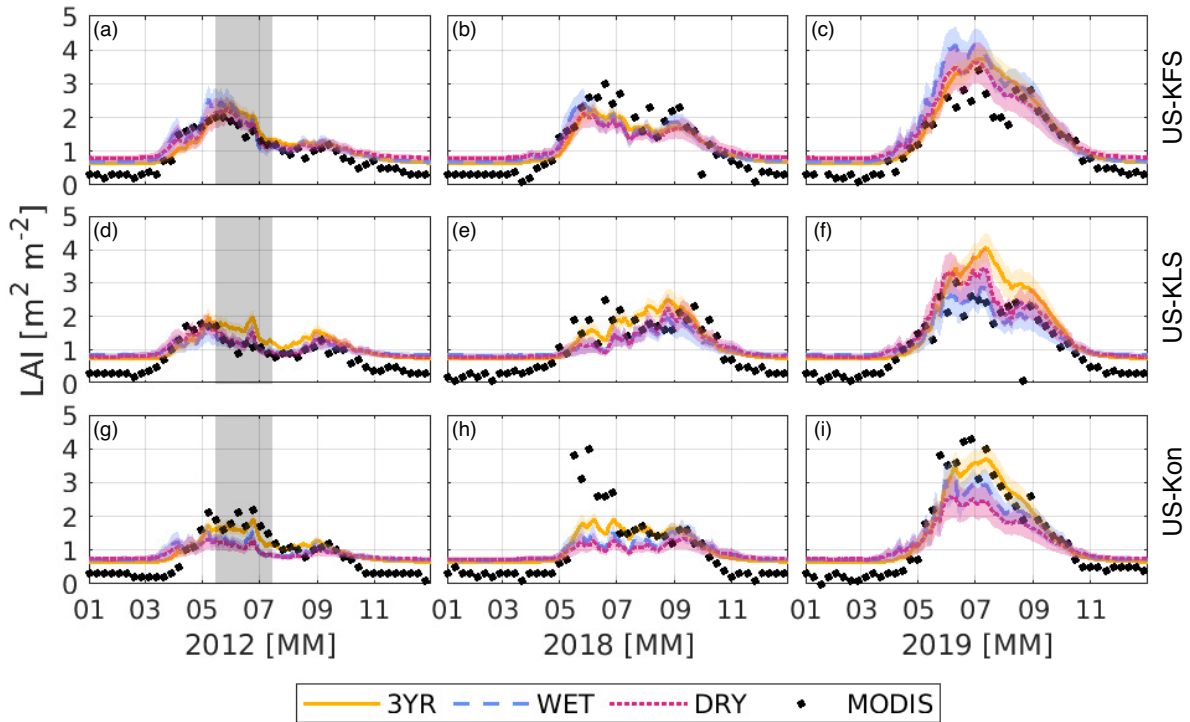 (a) (b) (c)
5 4 3 2 1 0
US-KFS
(d) (e) (f)
5 4 3 2 1 0
US-KLS
LAI [m2 m-2]
(g) (h) (i)
5 4 3 2 1 0
US-Kon
01 03 05 07 09 11 01 03 05 07 09 11 01 03 05 07 09 11
2012 [MM] 2018 [MM] 2019 [MM]
3YR WET DRY MODIS